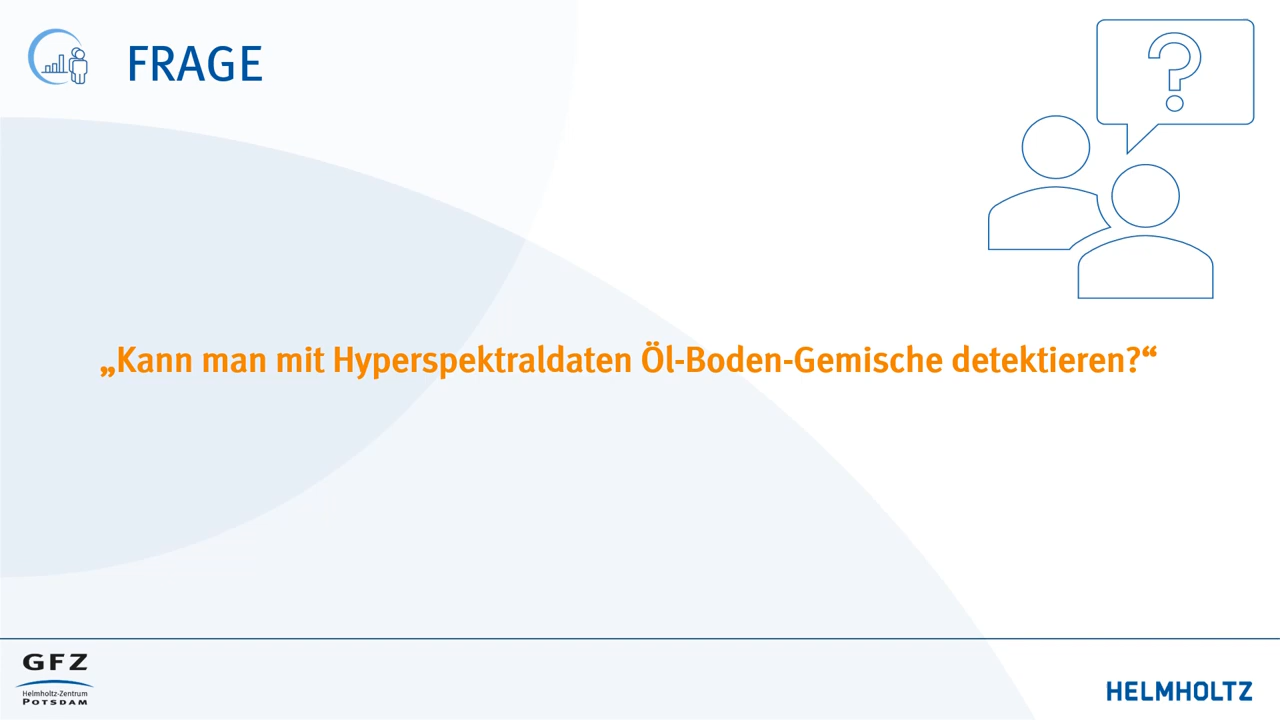 FRAGE
?
„Kann man mit Hyperspektraldaten Öl-Boden-Gemische detektieren?“
GFZ
Helmholtz-Zentrum
POTSDAM
HELMHOLTZ